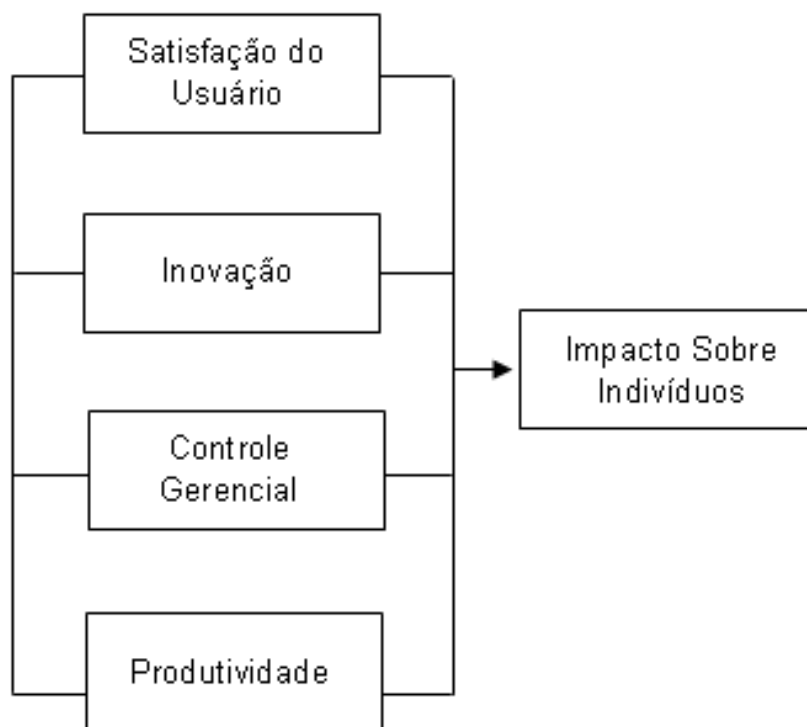 Satisfação do
Usuário
Inovação
Controle
Gerencial
Produtividade
Impacto Sobre
Indivíduos